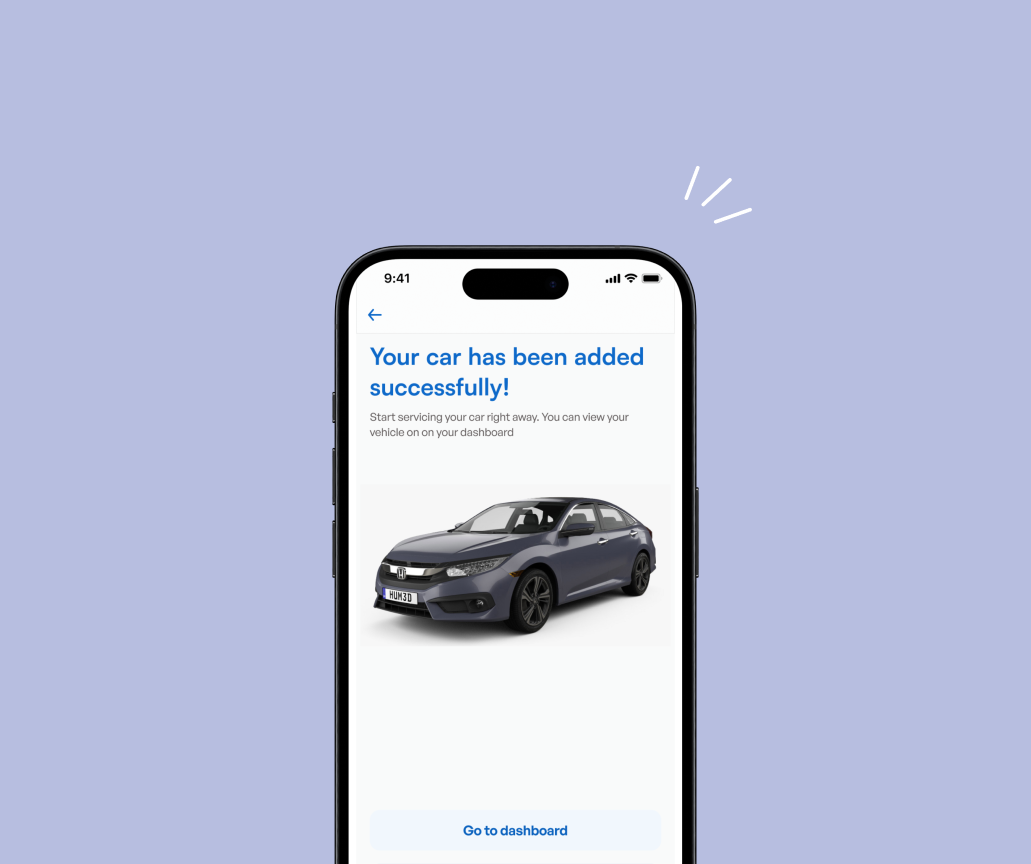 9:41
Your car has been added
successfully!
Start servicing your car right away. You can view your
vehicle on on your dashboard
HUM3D
Go to dashboard